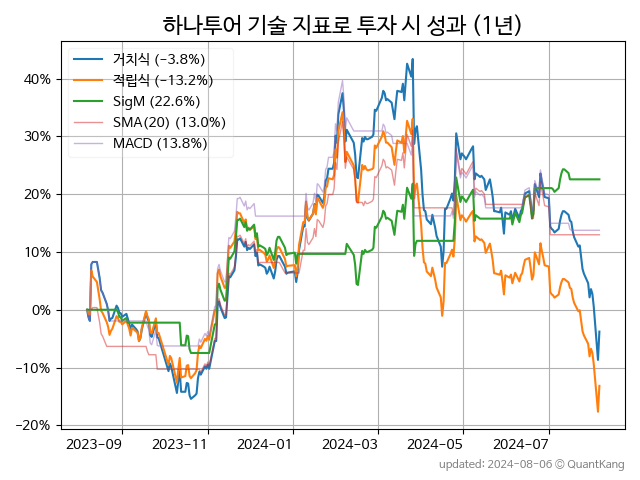 하나투어 기술 지표로 투자 시 성과 (1년)
거치식 (−3.8%)
적립식 (−13.2%)
SigM (22.6%)
SMA(20) (13.0%)
MACD (13.8%)
40%
30%
20%
10%
0%
−10%
−20%
2023-09
2023-11
2024-01
2024-03
2024-05
2024-07
updated: 2024-08-06 © QuantKang